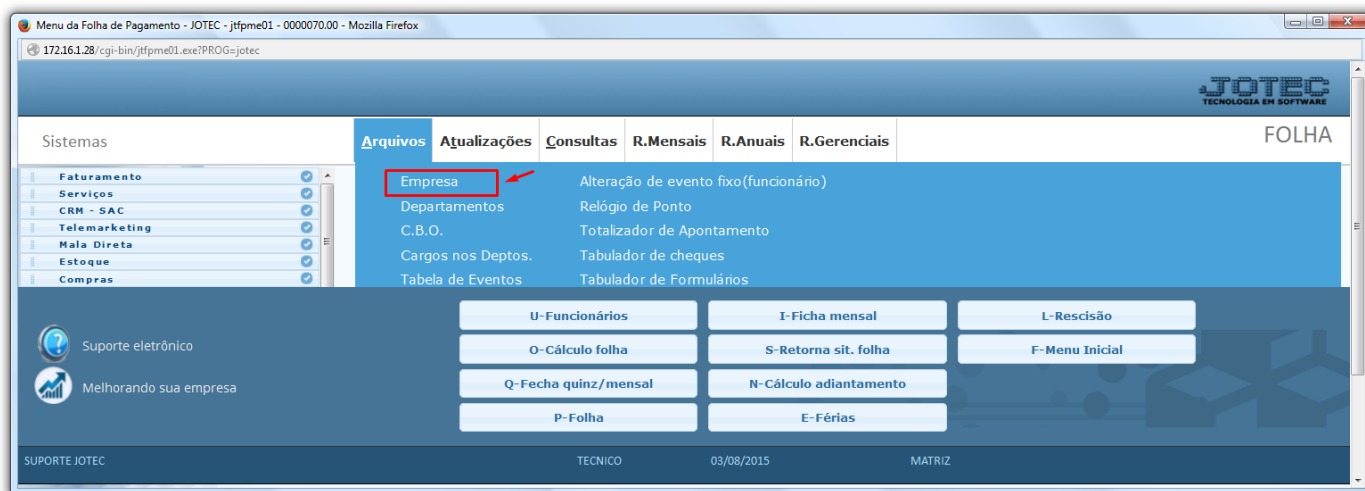 Menu da Folha de Pagamento - JOTEC - jtfpme01 - 0000070.00 - Mozilla Firefox
172.16.1.28/cgi-bin/jtfpme01.exe?PROG=jotec
JOTEC
TECNOLOGIA EM SOFTWARE
Sistemas
Arquivos Atualizações Consultas R.Mensais R.Anuais R.Gerenciais
FOLHA
Faturamento
Serviços
CRM - SAC
Telemarketing
Mala Direta
Estoque
Compras
Empresa Alteração de evento fixo(funcionário)
Departamentos Relógio de Ponto
C.B.O. Totalizador de Apontamento
Cargos nos Deptos. Tabulador de cheques
Tabela de Eventos Tabulador de Formulários
Suporte eletrônico
Melhorando sua empresa
U-Funcionários I-Ficha mensal L-Rescisão
O-Cálculo folha S-Retorna sit. folha F-Menu Inicial
Q-Fecha quinz/mensal N-Cálculo adiantamento
P-Folha E-Férias
SUPORTE JOTEC TECNICO 03/08/2015 MATRIZ